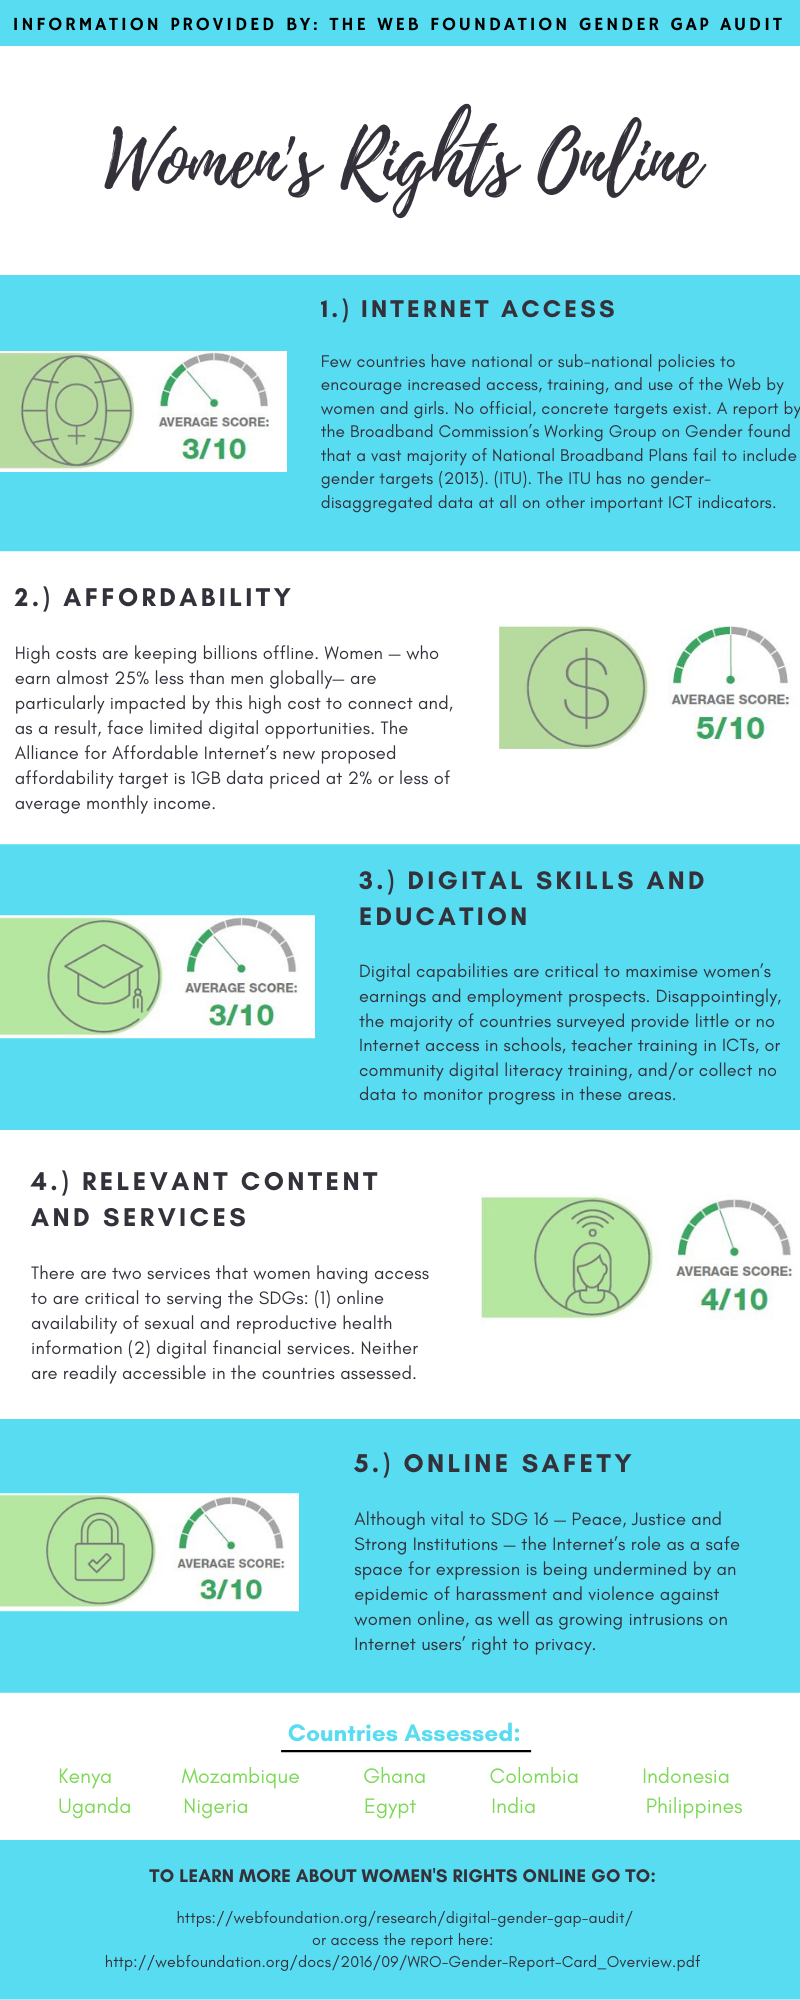 INFORMATION PROVIDED BY: THE WEB FOUNDATION GENDER GAP AUDIT
Women's Rights Online
1.) INTERNET ACCESS
Few countries have national or sub-national policies to
encourage increased access, training, and use of the Web by
women and girls. No official, concrete targets exist. A report by
the Broadband Commission's Working Group on Gender found
that a vast majority of National Broadband Plans fail to include
gender targets (2013). (ITU). The ITU has no gender-
disaggregated data at all on other important ICT indicators.
AVERAGE SCORE:
3/10
2.) AFFORDABILITY
High costs are keeping billions offline. Women — who
earn almost 25% less than men globally— are
particularly impacted by this high cost to connect and,
as a result, face limited digital opportunities. The
Alliance for Affordable Internet's new proposed
affordability target is 1GB data priced at 2% or less of
average monthly income.
$
AVERAGE SCORE:
5/10
3.) DIGITAL SKILLS AND
EDUCATION
Digital capabilities are critical to maximise women's
earnings and employment prospects. Disappointingly,
the majority of countries surveyed provide little or no
Internet access in schools, teacher training in ICTs, or
community digital literacy training, and/or collect no
data to monitor progress in these areas.
AVERAGE SCORE:
3/10
4.) RELEVANT CONTENT
AND SERVICES
There are two services that women having access
to are critical to serving the SDGs: (1) online
availability of sexual and reproductive health
information (2) digital financial services. Neither
are readily accessible in the countries assessed.
AVERAGE SCORE:
4/10
5.) ONLINE SAFETY
Although vital to SDG 16 — Peace, Justice and
Strong Institutions — the Internet's role as a safe
space for expression is being undermined by an
epidemic of harassment and violence against
women online, as well as growing intrusions on
Internet users' right to privacy.
AVERAGE SCORE:
3/10
Countries Assessed:
Kenya Mozambique Ghana Colombia Indonesia
Uganda Nigeria Egypt India Philippines
TO LEARN MORE ABOUT WOMEN'S RIGHTS ONLINE GO TO:
https://webfoundation.org/research/digital-gender-gap-audit/
or access the report here:
http://webfoundation.org/docs/2016/09/WRO-Gender-Report-Card_Overview.pdf